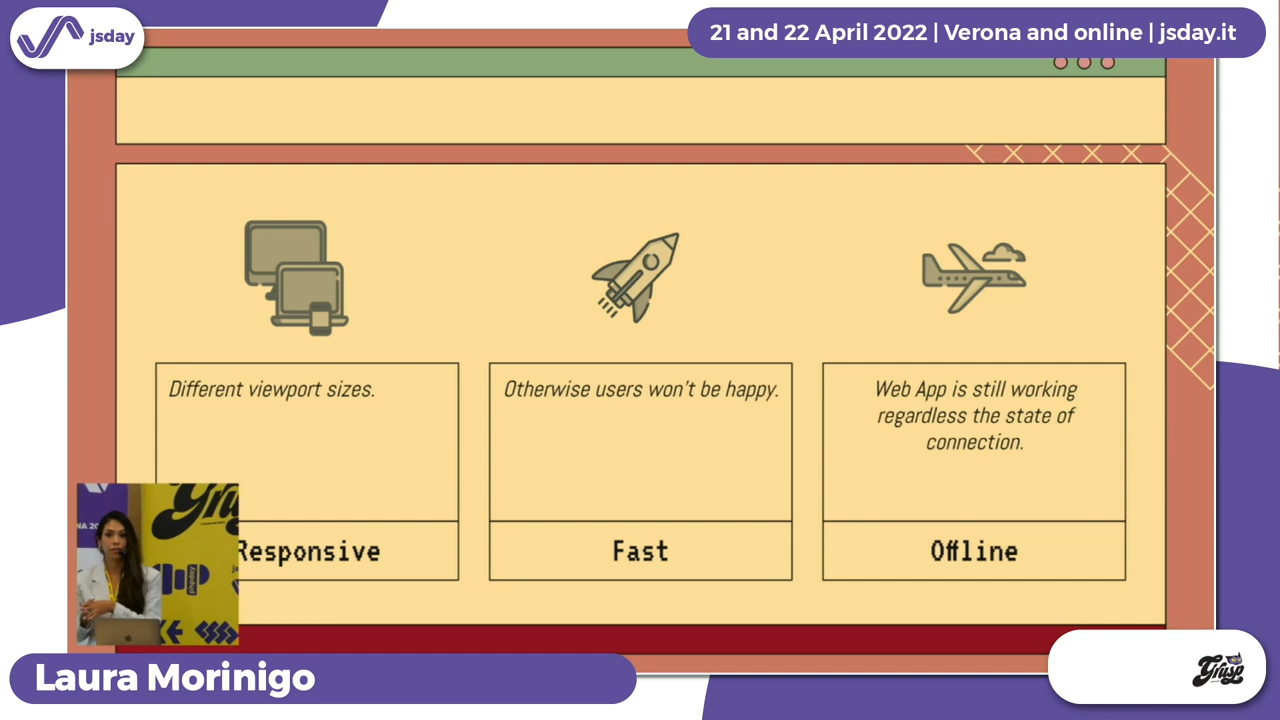 jsday
21 and 22 April 2022 | Verona and online | jsday.it
Different viewport sizes.
Otherwise users won't be happy.
Web App is still working
regardless the state of
connection.
Responsive
Fast
Offline
Laura Morinigo
Grusp